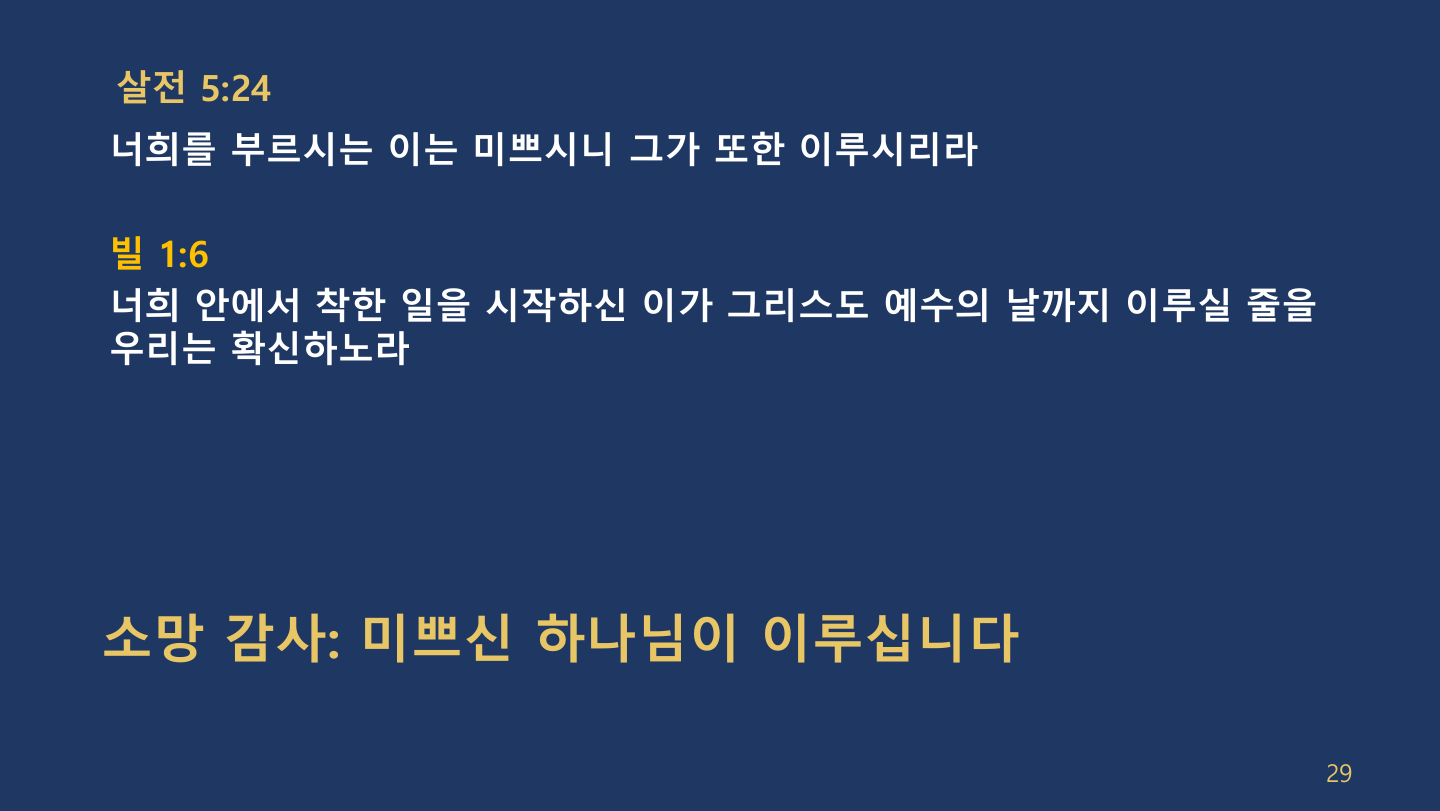 살전 5:24
너희를 부르시는 이는 미쁘시니 그가 또한 이루시리라
빌 1:6
너희 안에서 착한 일을 시작하신 이가 그리스도 예수의 날까지 이루실 줄을
우리는 확신하노라
소망 감사: 미쁘신 하나님이 이루십니다
29